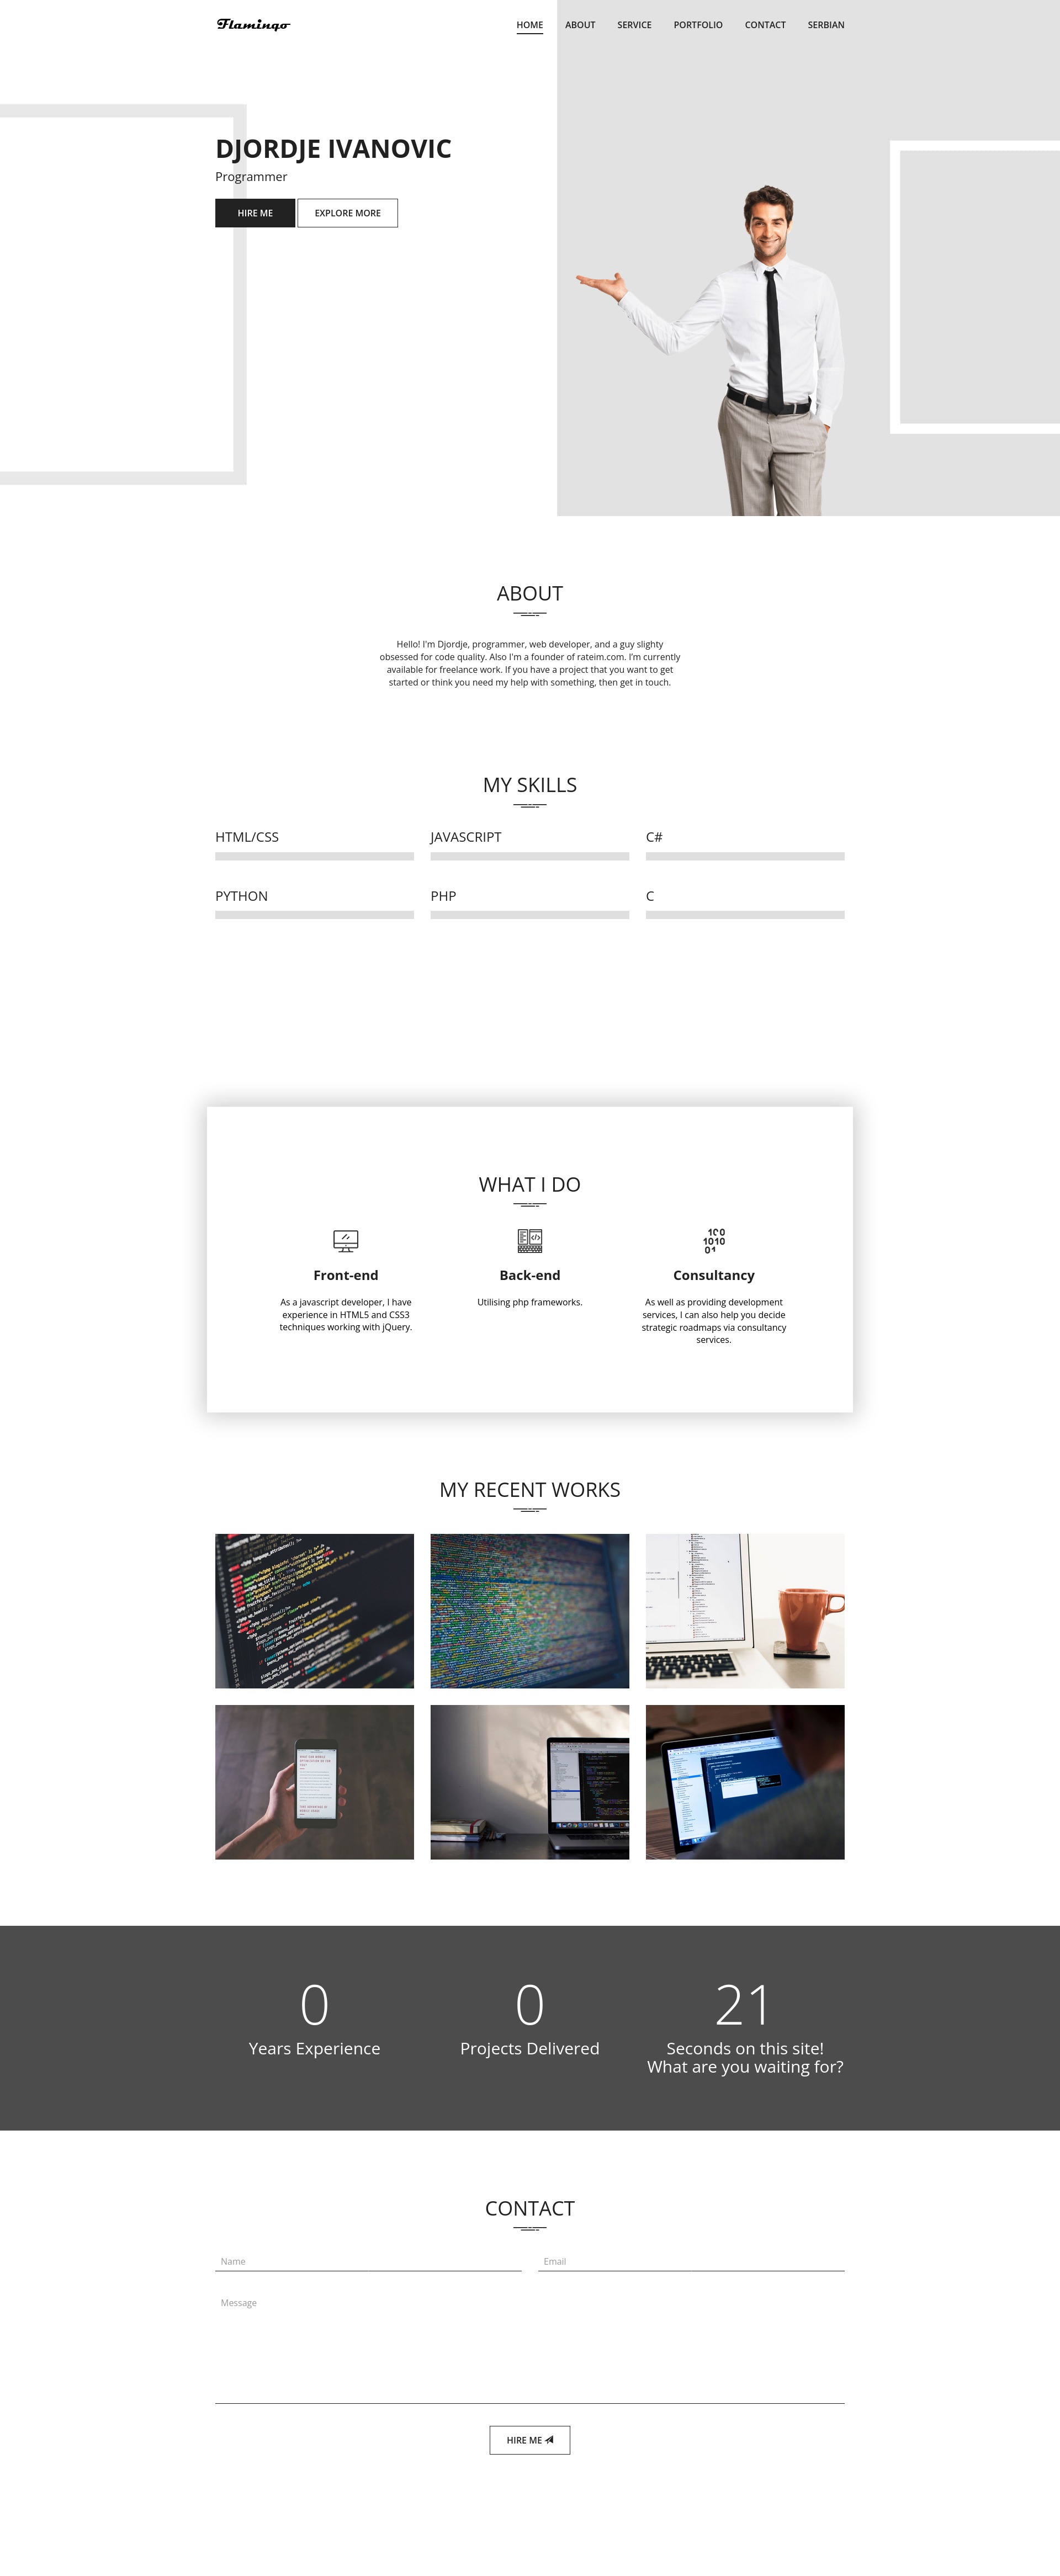 Flamingo
HOME ABOUT SERVICE PORTFOLIO CONTACT SERBIAN
DJORDJE IVANOVIC
Programmer
HIRE ME EXPLORE MORE
ABOUT
Hello! I'm Djordje, programmer, web developer, and a guy slighty
obsessed for code quality. Also I'm a founder of rateim.com. I'm currently
available for freelance work. If you have a project that you want to get
started or think you need my help with something, then get in touch.
MY SKILLS
HTML/CSS JAVASCRIPT C#
PYTHON PHP C
WHAT I DO
Front-end
As a javascript developer, I have
experience in HTML5 and CSS3
techniques working with jQuery.
Back-end
Utilising php frameworks.
100
1010
01
Consultancy
As well as providing development
services, I can also help you decide
strategic roadmaps via consultancy
services.
MY RECENT WORKS
0
Years Experience
0
Projects Delivered
21
Seconds on this site!
What are you waiting for?
CONTACT
Name Email
Message
HIRE ME